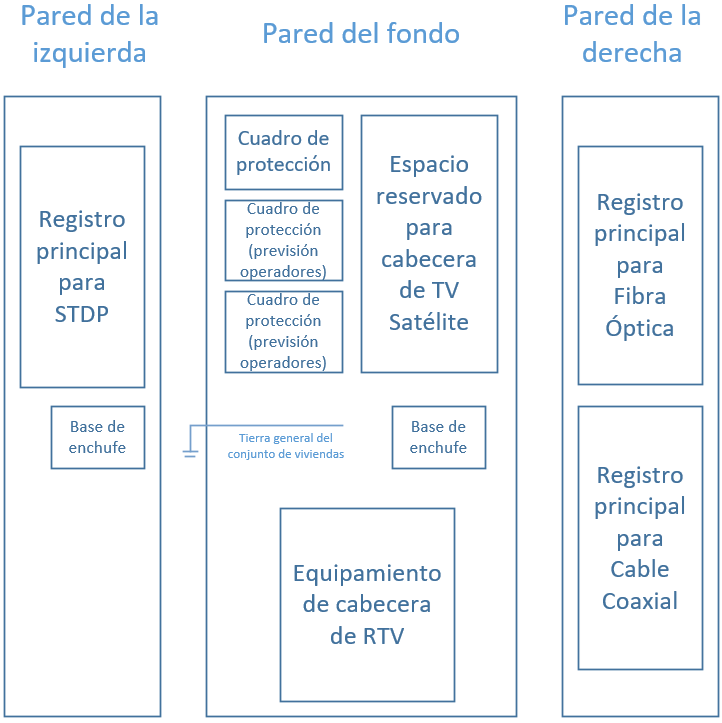 Pared de la
izquierda
Registro
principal
para
STDP
Base de
enchufe
Pared del fondo
Cuadro de
protección
Cuadro de
protección
(previsión
operadores)
Cuadro de
protección
(previsión
operadores)
Espacio
reservado
para
cabecera
de TV
Satélite
Tierra general del
conjunto de viviendas
Base de
enchufe
Equipamiento
de cabecera
de RTV
Pared de la
derecha
Registro
principal
para
Fibra
Óptica
Registro
principal
para
Cable
Coaxial